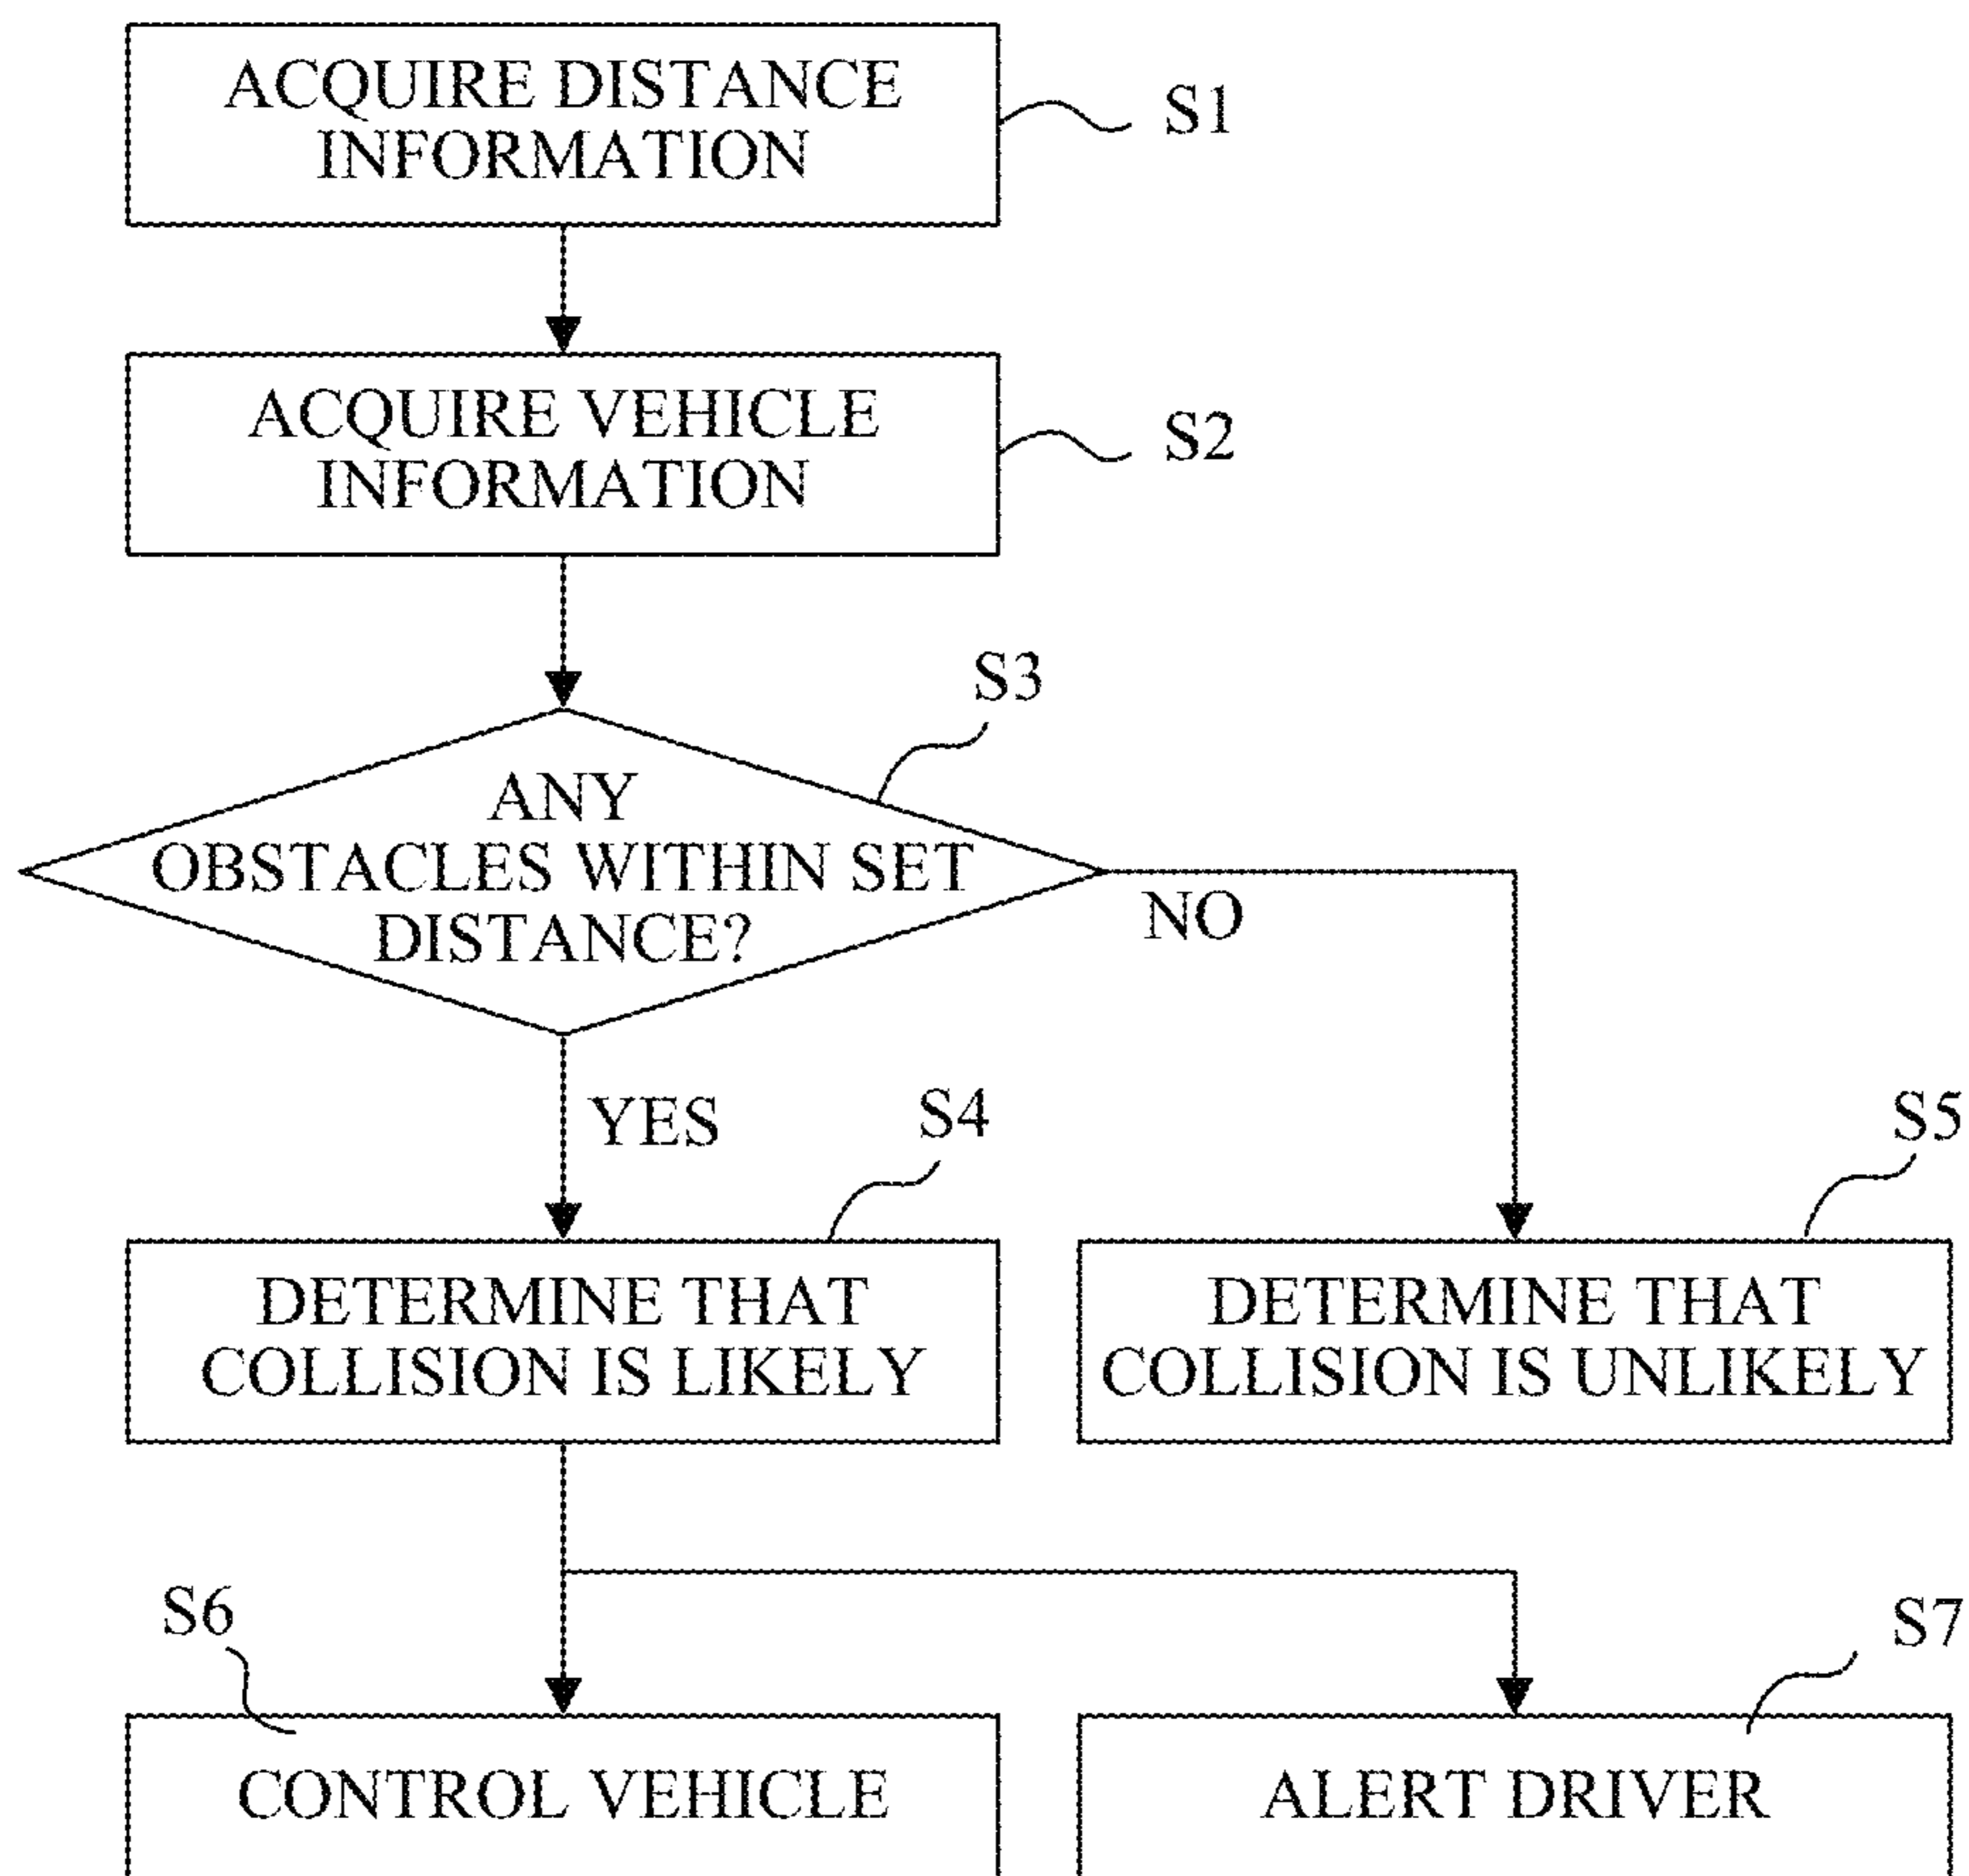 ACQUIRE DISTANCE
INFORMATION
S1
ACQUIRE VEHICLE
INFORMATION
S2
S3
ANY
OBSTACLES WITHIN SET
DISTANCE?
NO
YES
S4
S5
DETERMINE THAT
COLLISION IS LIKELY
DETERMINE THAT
COLLISION IS UNLIKELY
S6
S7
CONTROL VEHICLE
ALERT DRIVER